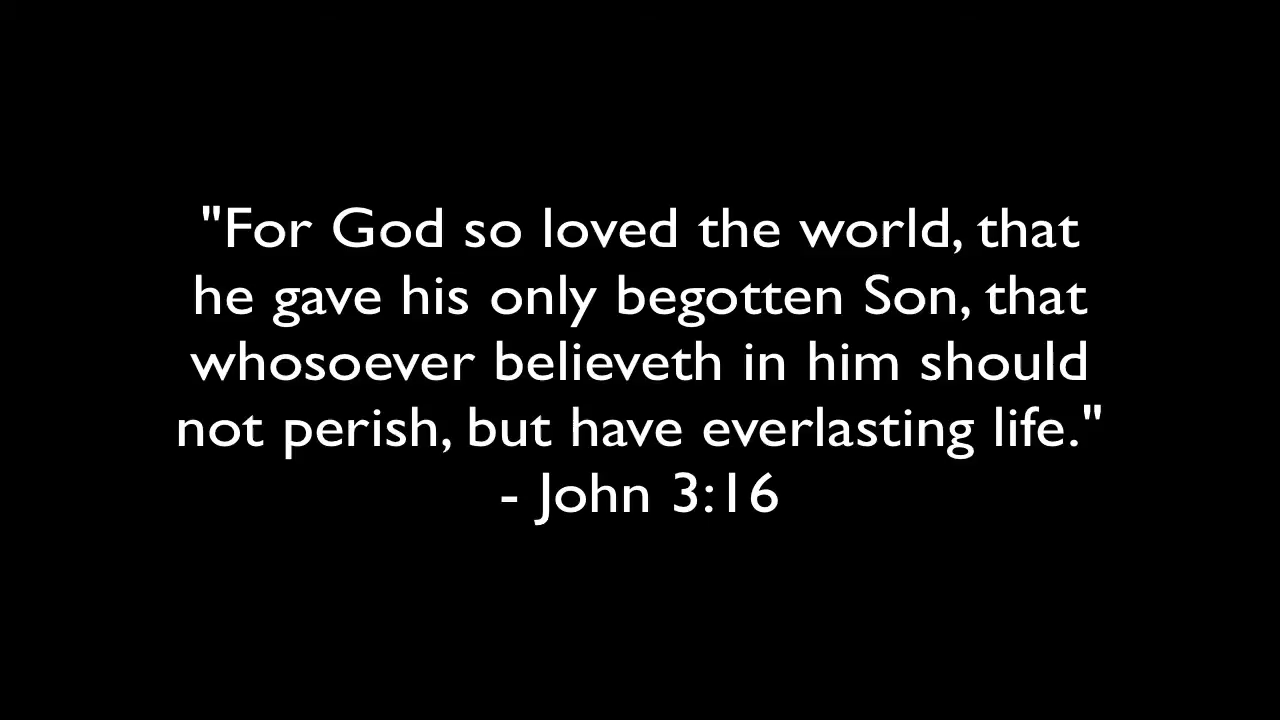 "For God so loved the world, that
he gave his only begotten Son, that
whosoever believeth in him should
not perish, but have everlasting life."
- John 3:16